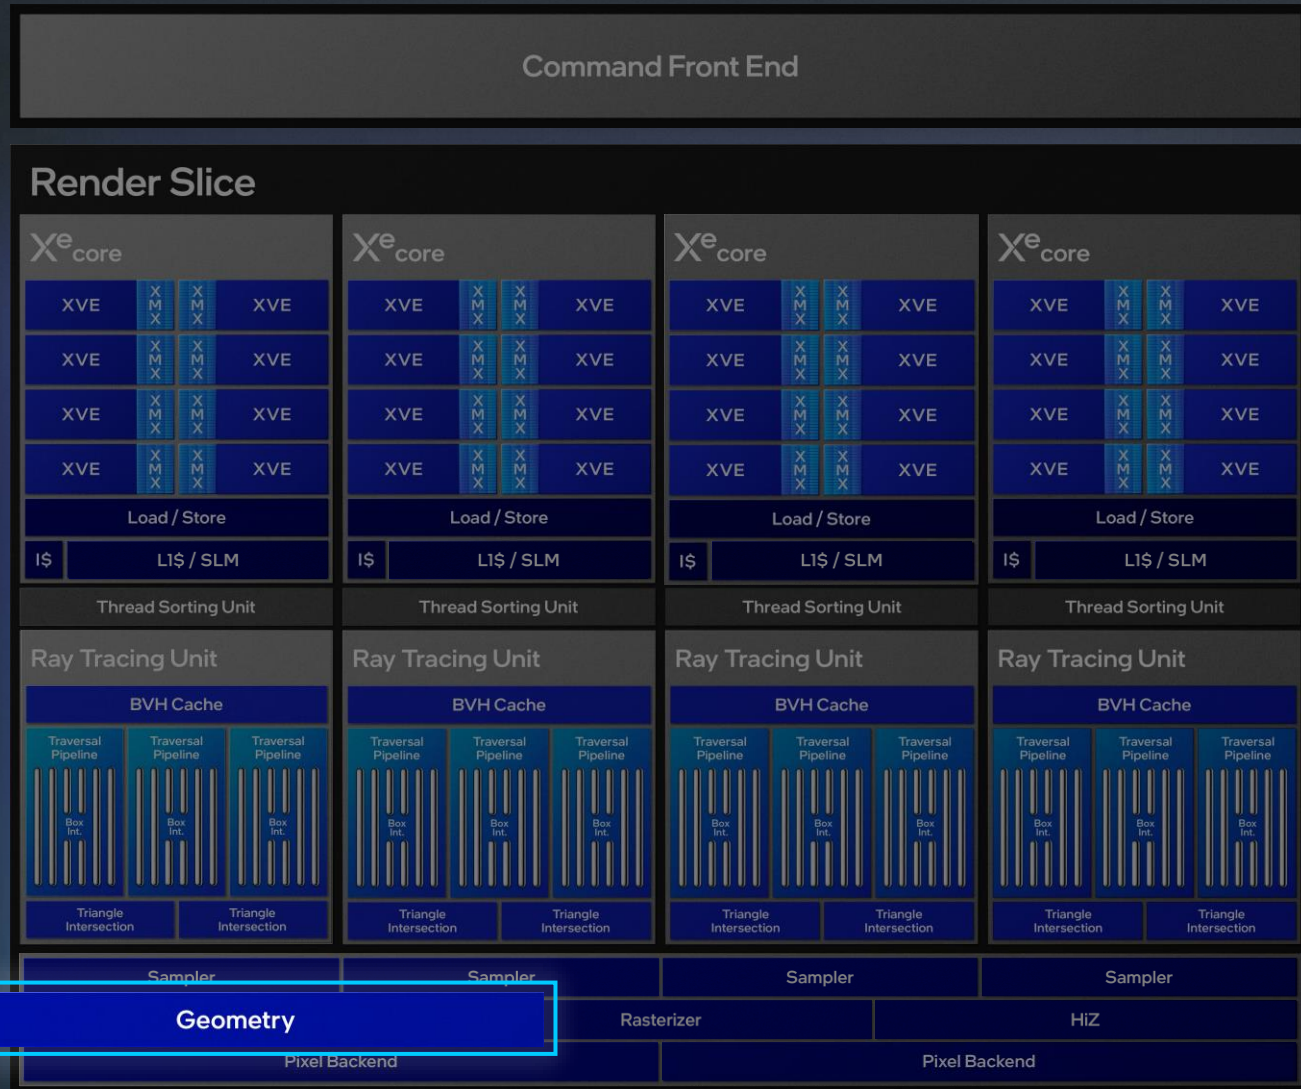 Command Front End
Render Slice
Xe core Xe core Xe core Xe core
XVE XMX XMX XVE XVE XMX XMX XVE XVE XMX XMX XVE XVE XMX XMX XVE
XVE XMX XMX XVE XVE XMX XMX XVE XVE XMX XMX XVE XVE XMX XMX XVE
XVE XMX XMX XVE XVE XMX XMX XVE XVE XMX XMX XVE XVE XMX XMX XVE
XVE XMX XMX XVE XVE XMX XMX XVE XVE XMX XMX XVE XVE XMX XMX XVE
Load / Store Load / Store Load / Store Load / Store
I$ L1$ / SLM I$ L1$ / SLM I$ L1$ / SLM I$ L1$ / SLM
Thread Sorting Unit Thread Sorting Unit Thread Sorting Unit Thread Sorting Unit
Ray Tracing Unit Ray Tracing Unit Ray Tracing Unit Ray Tracing Unit
BVH Cache BVH Cache BVH Cache BVH Cache
Traversal Traversal Traversal Traversal Traversal Traversal Traversal Traversal Traversal Traversal Traversal Traversal
Pipeline Pipeline Pipeline Pipeline Pipeline Pipeline Pipeline Pipeline Pipeline Pipeline Pipeline Pipeline
Box Box Box Box Box Box Box Box Box Box Box Box
Int. Int. Int. Int. Int. Int. Int. Int. Int. Int. Int. Int.
Triangle Triangle Triangle Triangle Triangle Triangle Triangle Triangle
Intersection Intersection Intersection Intersection Intersection Intersection Intersection Intersection
Sampler Sampler Sampler Sampler
Geometry Rasterizer HiZ
Pixel Backend Pixel Backend